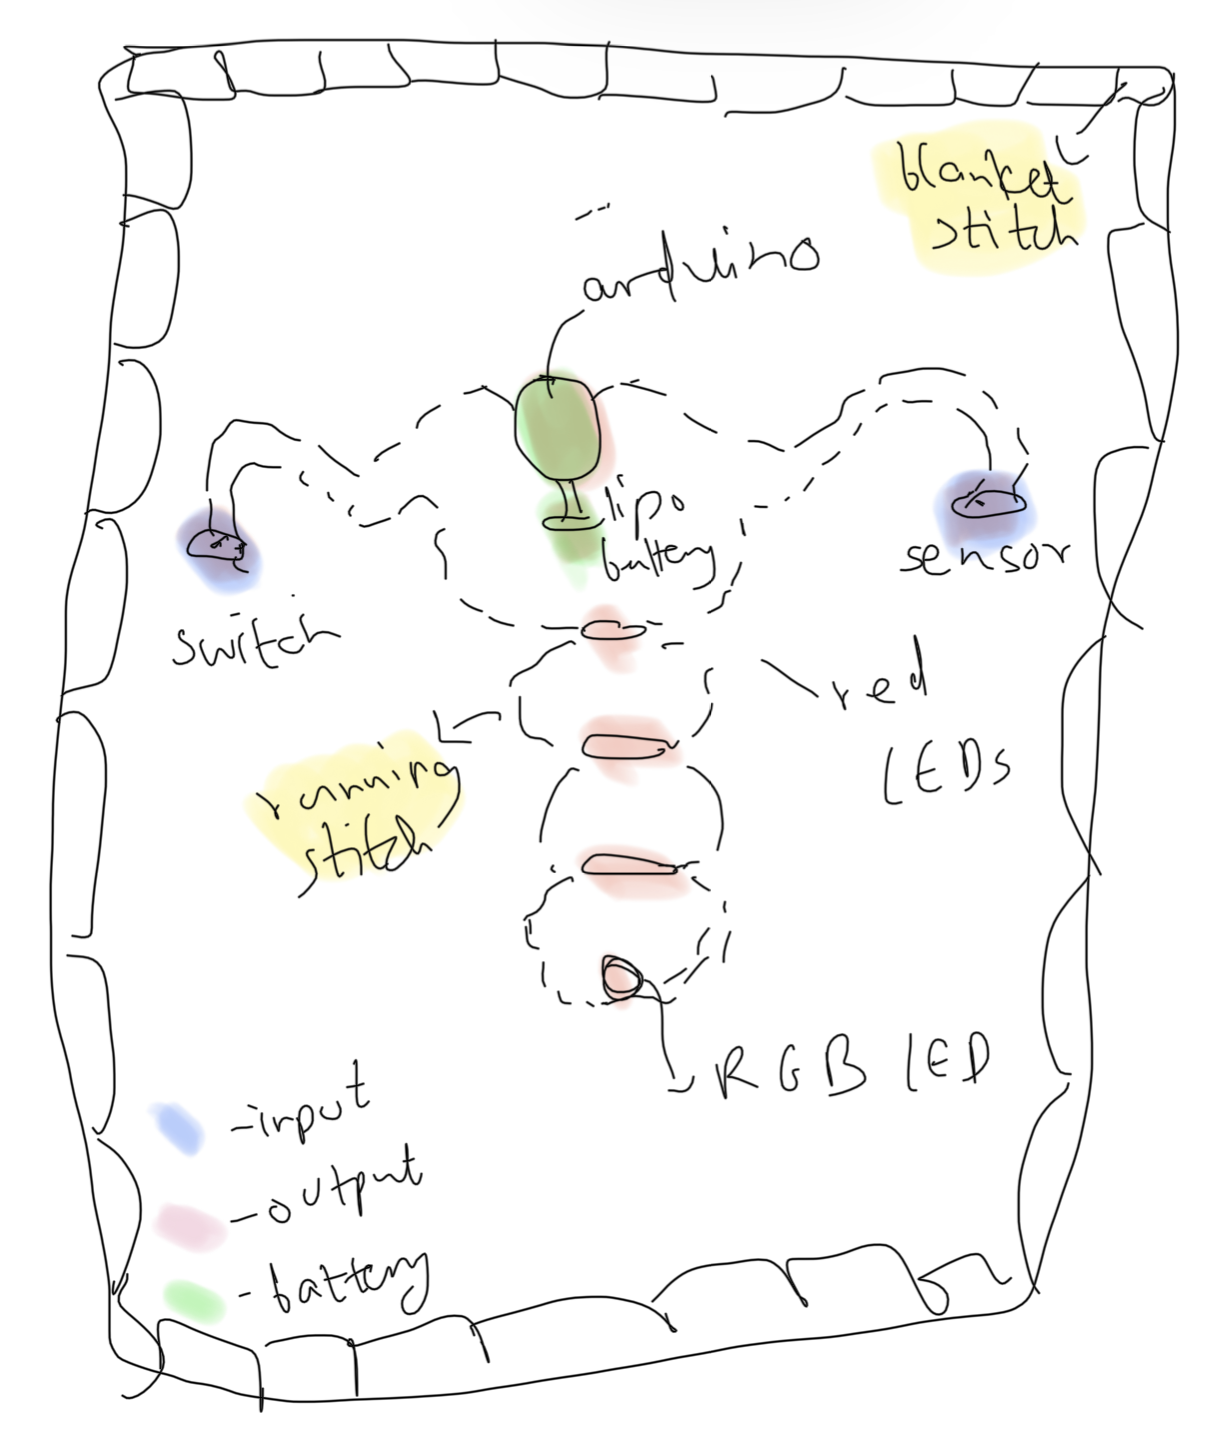 blanket
stitch
arduino
lipo
battery
sensor
switch
red
LEDs
running
stitch
RGB LED
-input
-output
-battery